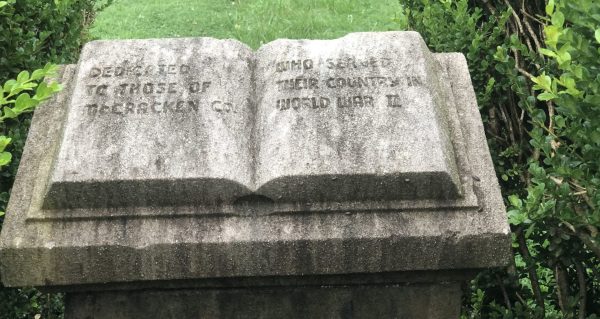 DEDICATED
TO THOSE OF
McCRACKEN CO.
WHO SERVED
THEIR COUNTRY IN
WORLD WAR II